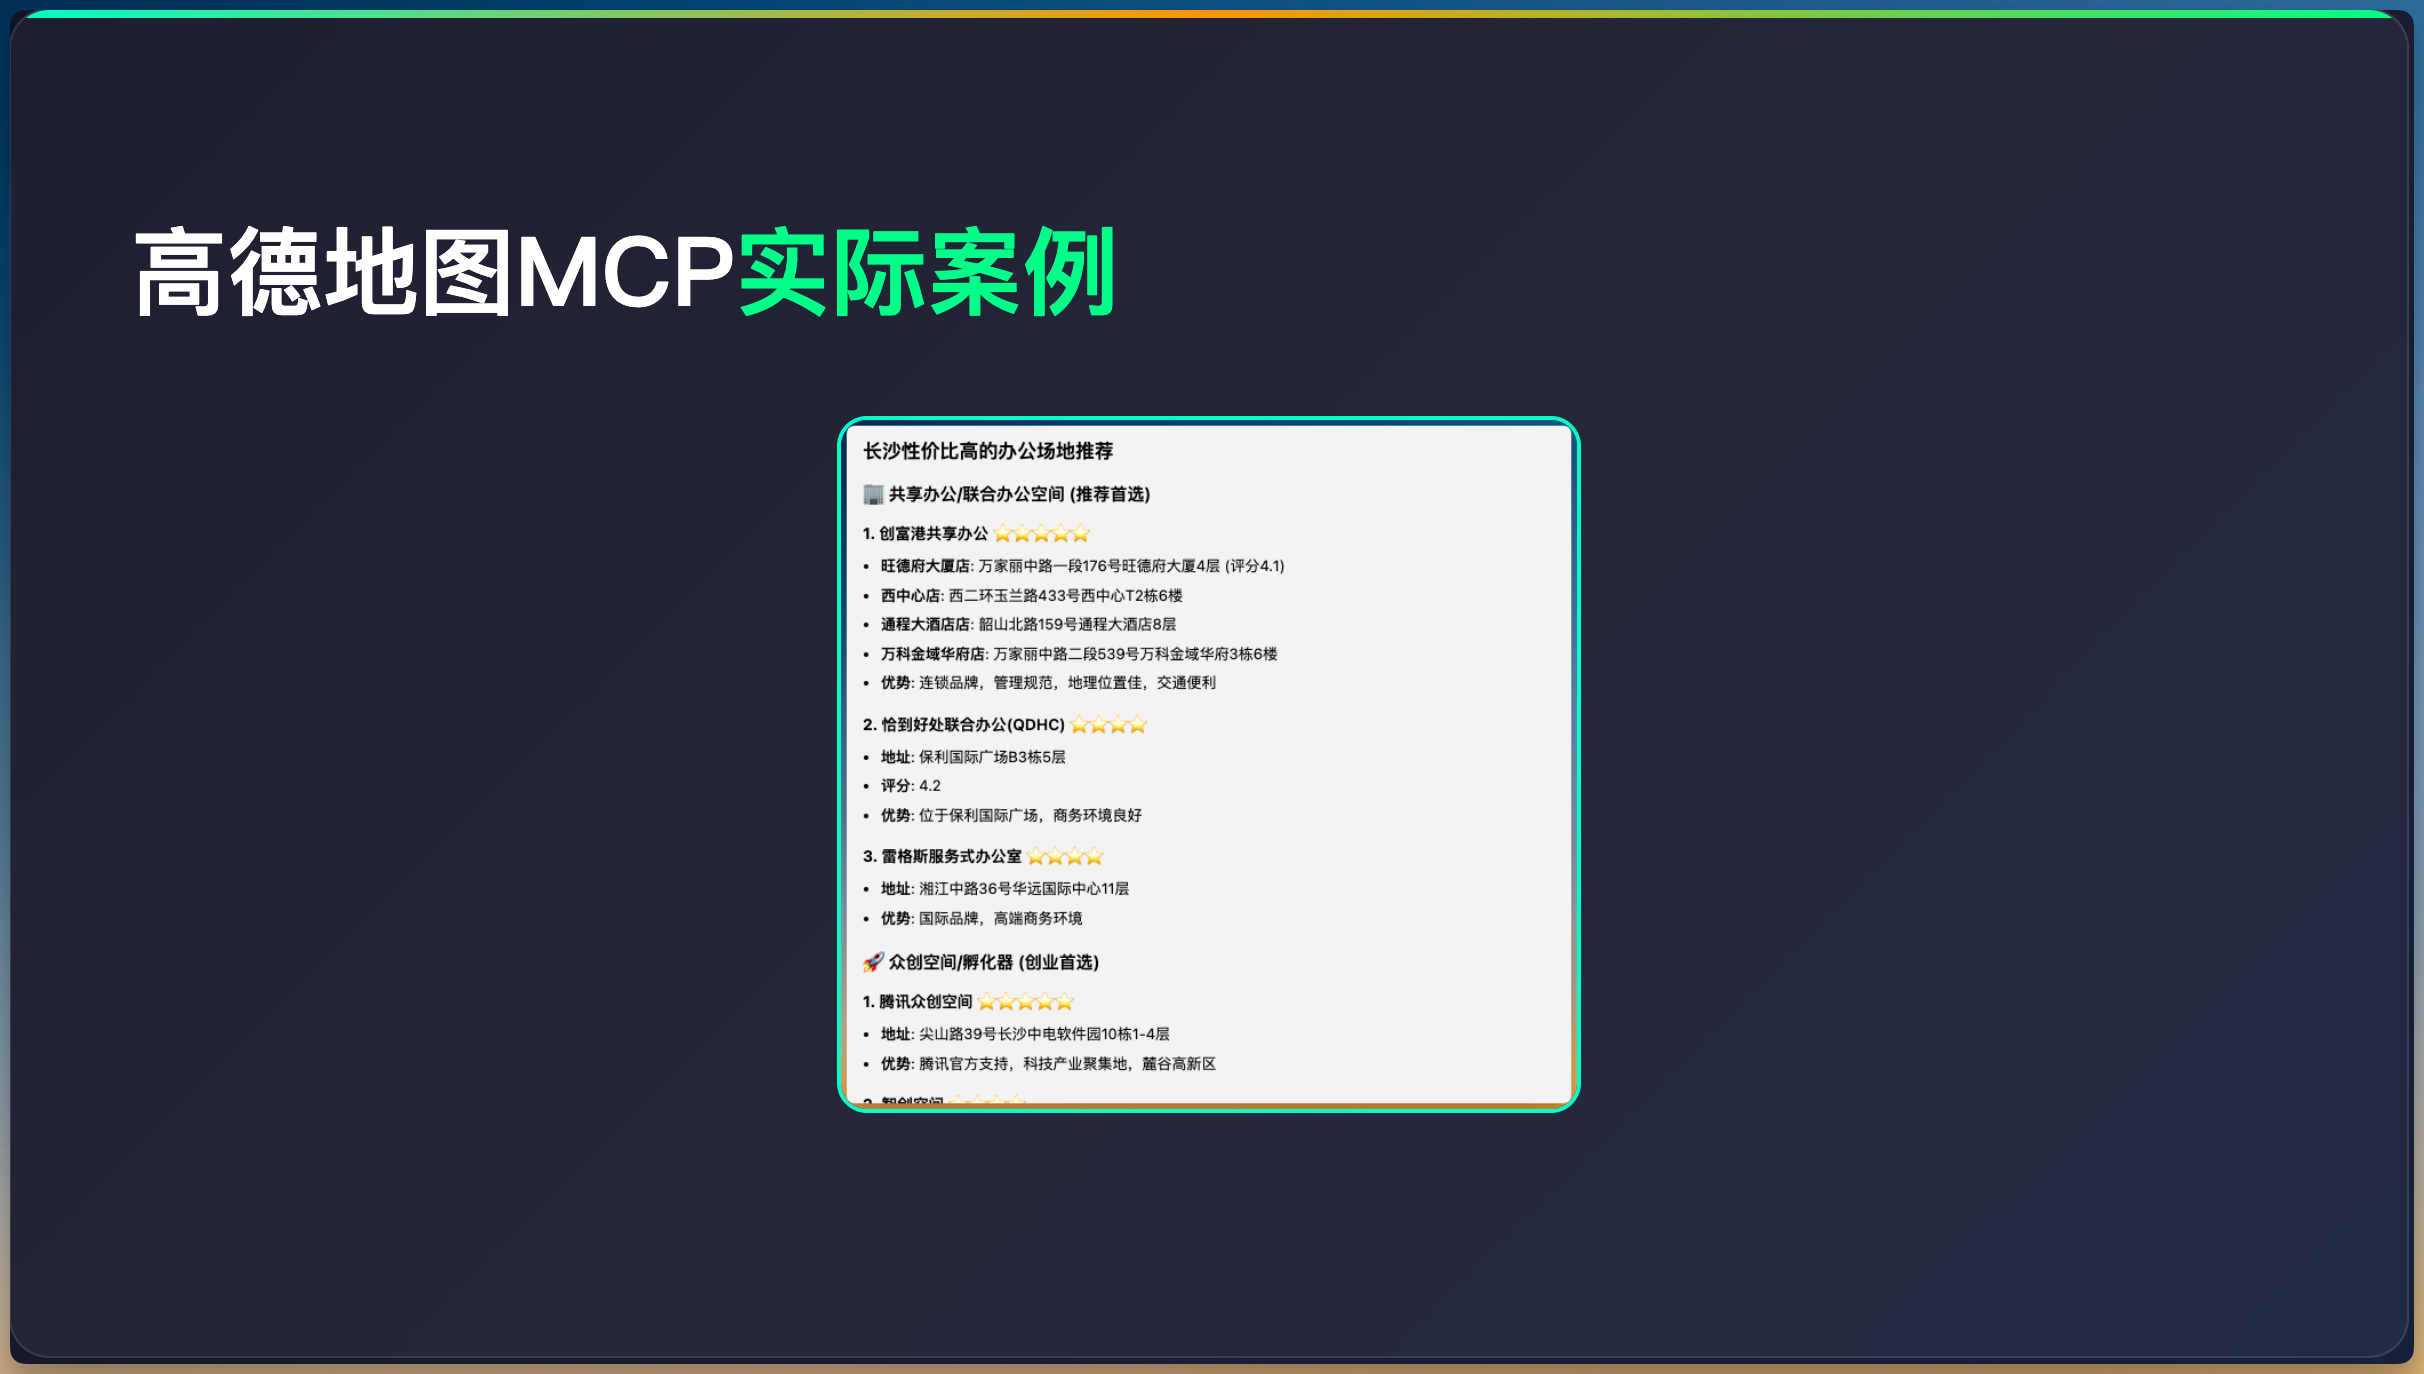 高德地图MCP实际案例
长沙性价比高的办公场地推荐
🏢 共享办公/联合办公空间 (推荐首选)
1. 创富港共享办公 ⭐⭐⭐⭐⭐
• 旺德府大厦店: 万家丽中路一段176号旺德府大厦4层 (评分4.1)
• 西中心店: 西二环玉兰路433号西中心T2栋6楼
• 通程大酒店店: 韶山北路159号通程大酒店8层
• 万科金域华府店: 万家丽中路二段539号万科金域华府3栋6楼
• 优势: 连锁品牌，管理规范，地理位置佳，交通便利
2. 恰到好处联合办公(QDHC) ⭐⭐⭐⭐
• 地址: 保利国际广场B3栋5层
• 评分: 4.2
• 优势: 位于保利国际广场，商务环境良好
3. 雷格斯服务式办公室 ⭐⭐⭐⭐
• 地址: 湘江中路36号华远国际中心11层
• 优势: 国际品牌，高端商务环境
🚀 众创空间/孵化器 (创业首选)
1. 腾讯众创空间 ⭐⭐⭐⭐⭐
• 地址: 尖山路39号长沙中电软件园10栋1-4层
• 优势: 腾讯官方支持，科技产业聚集地，麓谷高新区
2. 智创空间 ⭐⭐⭐⭐